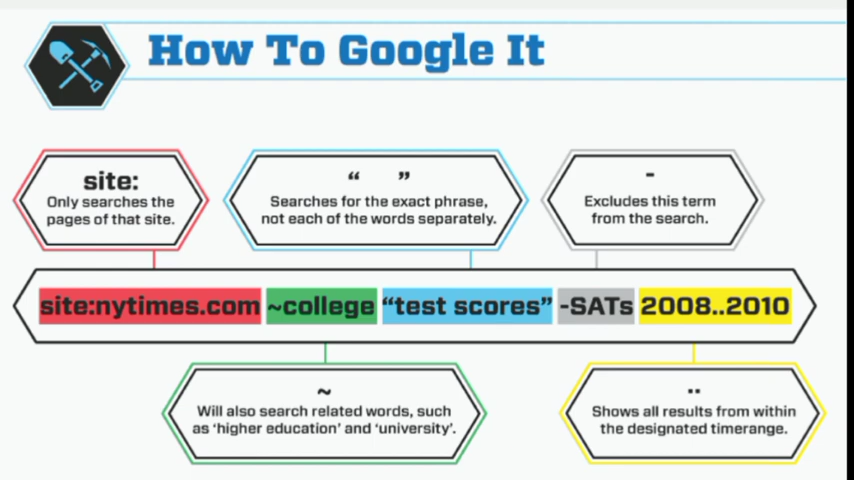 How To Google It
site:
Only searches the
pages of that site.
“ ”
Searches for the exact phrase,
not each of the words separately.
-
Excludes this term
from the search.
site:nytimes.com ~college “test scores” -SATs 2008..2010
~
Will also search related words, such
as ‘higher education’ and ‘university’.
..
Shows all results from within
the designated timerange.